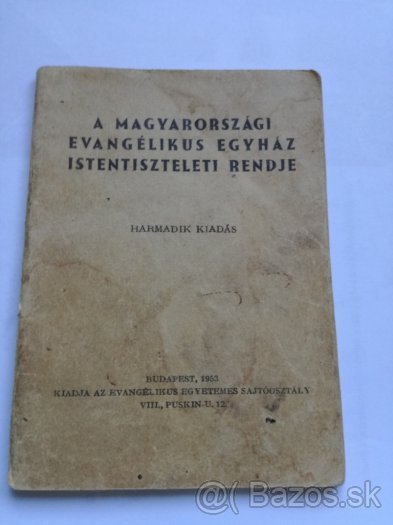 A MAGYARORSZÁGI
EVANGÉLIKUS EGYHÁZ
ISTENTISZTELETI RENDJE
HARMADIK KIADÁS
BUDAPEST, 1953
KIADJA AZ EVANGÉLIKUS EGYETEMES SAJTÓOSZTÁLY
VIII., PUSKIN-U. 12.
@ Bazos.sk